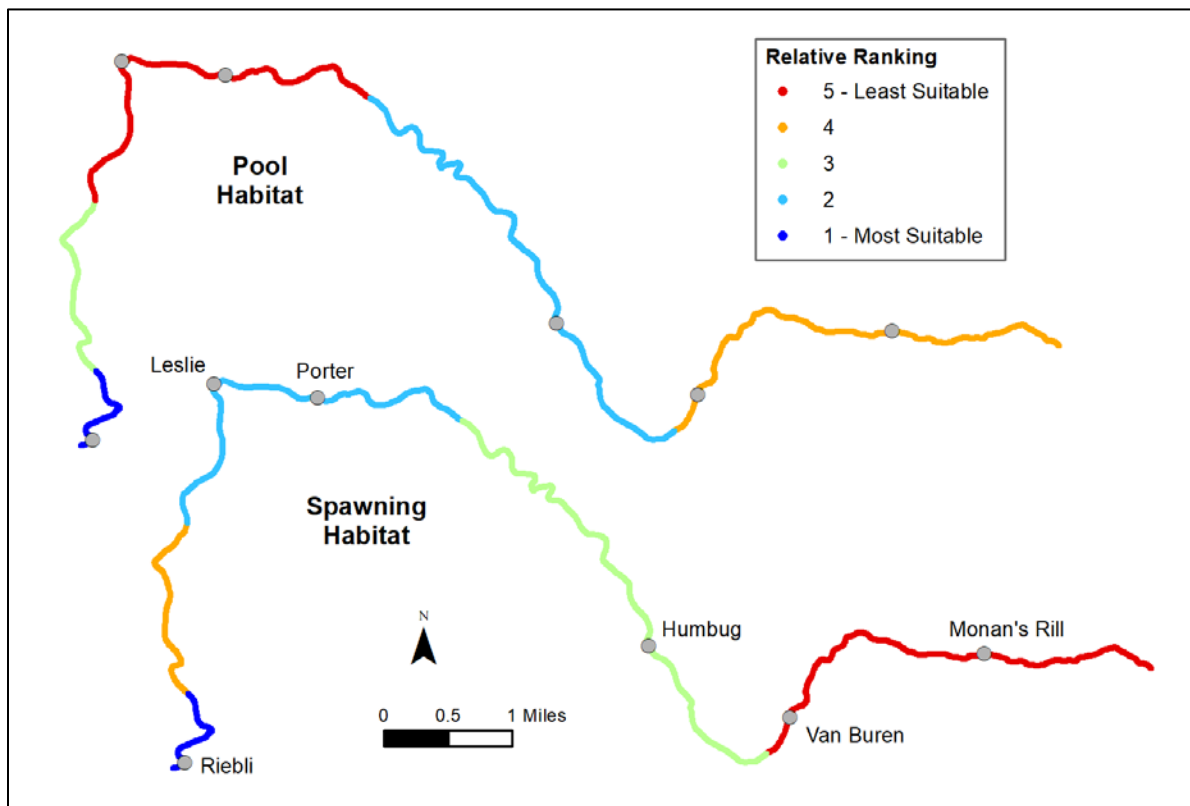 Relative Ranking
5 - Least Suitable
4
3
2
1 - Most Suitable
Pool
Habitat
Leslie
Porter
Spawning
Habitat
N
0 0.5 1 Miles
Humbug
Monan's Rill
Van Buren
Riebli